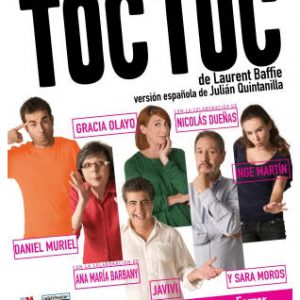 TOC TOC
de Laurent Baffie
versión española de Julián Quintanilla
CON LA COLABORACIÓN DE
GRACIA OLAYO
NICOLÁS DUEÑAS
INGE MARTÍN
DANIEL MURIEL
CON LA COLABORACIÓN DE
ANA MARÍA BARBANY
JAVIVI
Y SARA MOROS